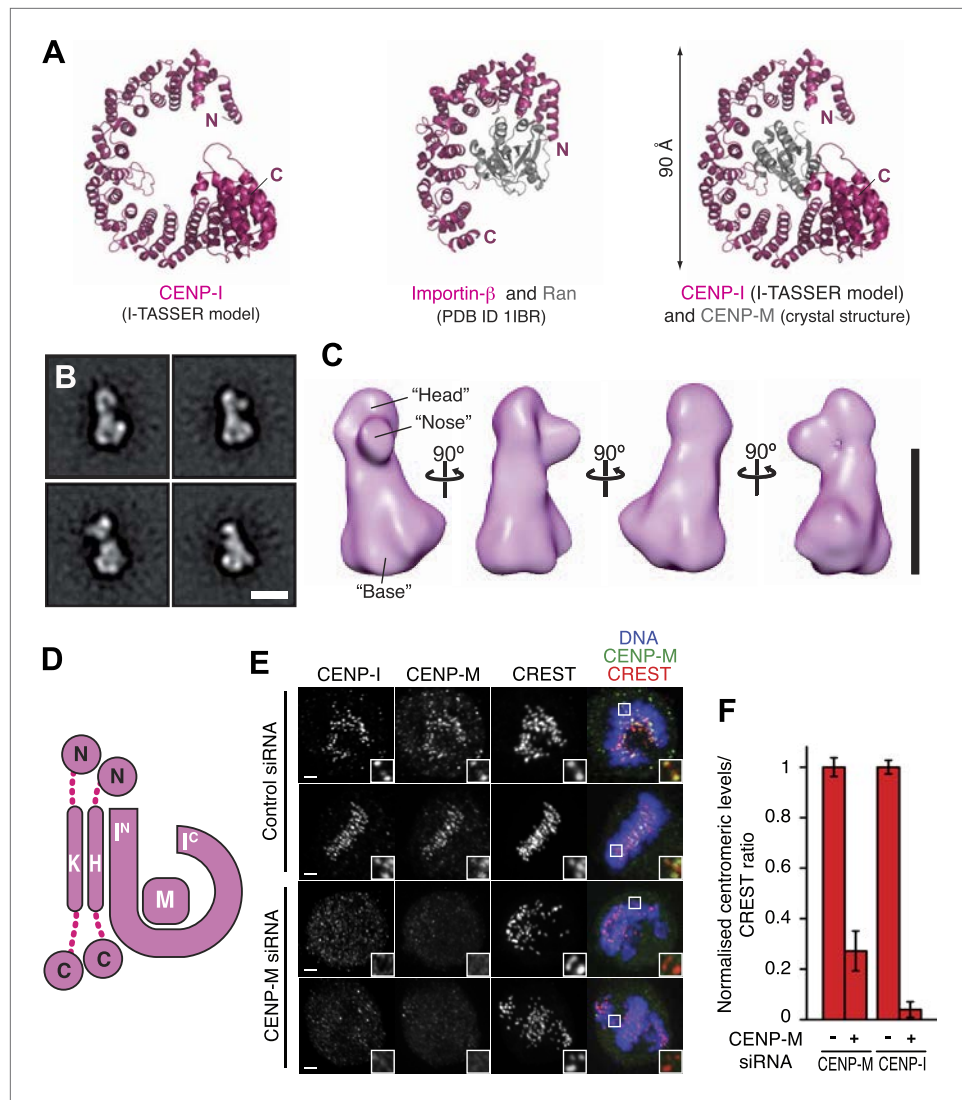 A
N
C
CENP-I
(I-TASSER model)
N
C
Importin-β and Ran
(PDB ID 1IBR)
90 Å
N
C
CENP-I (I-TASSER model)
and CENP-M (crystal structure)
B
C
"Head"
"Nose"
"Base"
90º
90º
90º
D
N
N
K
H
Iᴺ
Iᶜ
M
C
C
E
CENP-I
CENP-M
CREST
DNA
CENP-M
CREST
Control siRNA
CENP-M siRNA
F
Normalised centromeric levels/
CREST ratio
1
0.8
0.6
0.4
0.2
0
CENP-M
siRNA
- + - +
CENP-M CENP-I